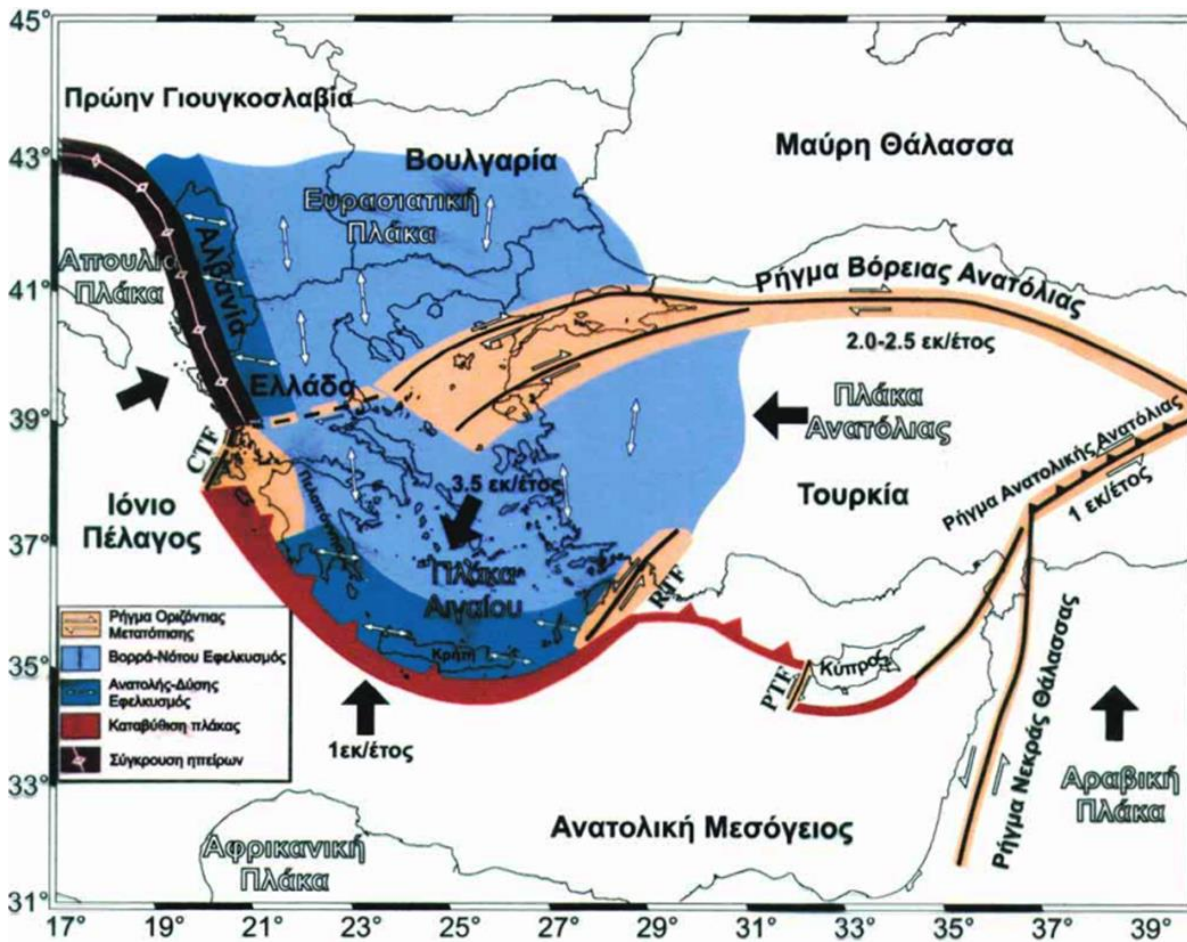 45°
43°
41°
39°
37°
35°
33°
31°
17°
19°
21°
23°
25°
27°
29°
31°
33°
35°
37°
39°
Πρώην Γιουγκοσλαβία
Βουλγαρία
Μαύρη Θάλασσα
Ευρασιατική
Πλάκα
Αλβανία
Απουλία
Πλάκα
Ρήγμα Βόρειας Ανατόλιας
2.0-2.5 εκ/έτος
Ελλάδα
Πλάκα
Ανατόλιας
CTF
Ρήγμα Ανατολικής Ανατόλιας
1 εκ/έτος
Τουρκία
3.5 εκ/έτος
Πελοπόννησος
Ιόνιο
Πέλαγος
Πλάκα
Αιγαίου
RTF
Κρήτη
PTF
Κύπρος
Ρήγμα Νεκράς Θάλασσας
Αραβική
Πλάκα
1εκ/έτος
Ανατολική Μεσόγειος
Αφρικανική
Πλάκα
Ρήγμα Οριζόντιας
Μετατόπισης
Βορρά-Νότου Εφελκυσμός
Ανατολής-Δύσης
Εφελκυσμός
Καταβύθιση πλάκας
Σύγκρουση ηπείρων